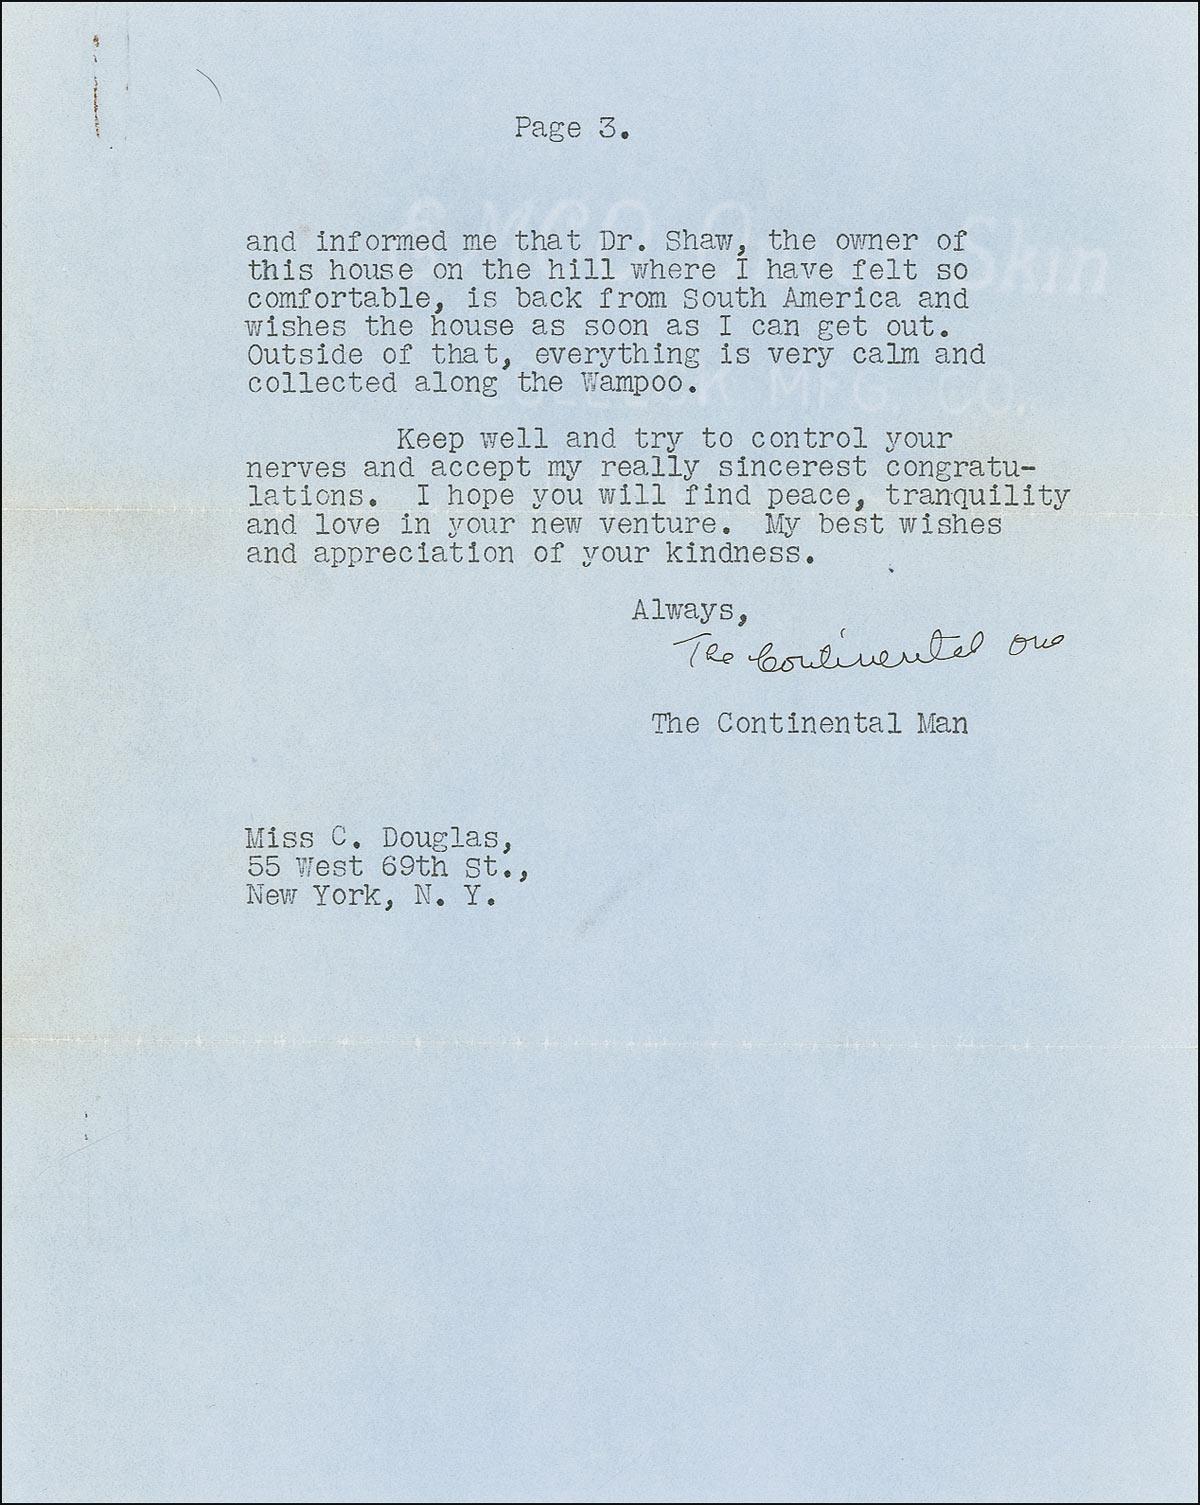 Page 3.
and informed me that Dr. Shaw, the owner of
this house on the hill where I have felt so
comfortable, is back from South America and
wishes the house as soon as I can get out.
Outside of that, everything is very calm and
collected along the Wampoo.
Keep well and try to control your
nerves and accept my really sincerest congratu-
lations. I hope you will find peace, tranquility
and love in your new venture. My best wishes
and appreciation of your kindness.
Always,
The Continental One
The Continental Man
Miss C. Douglas,
55 West 69th St.,
New York, N. Y.
Skin
MFG. CO.